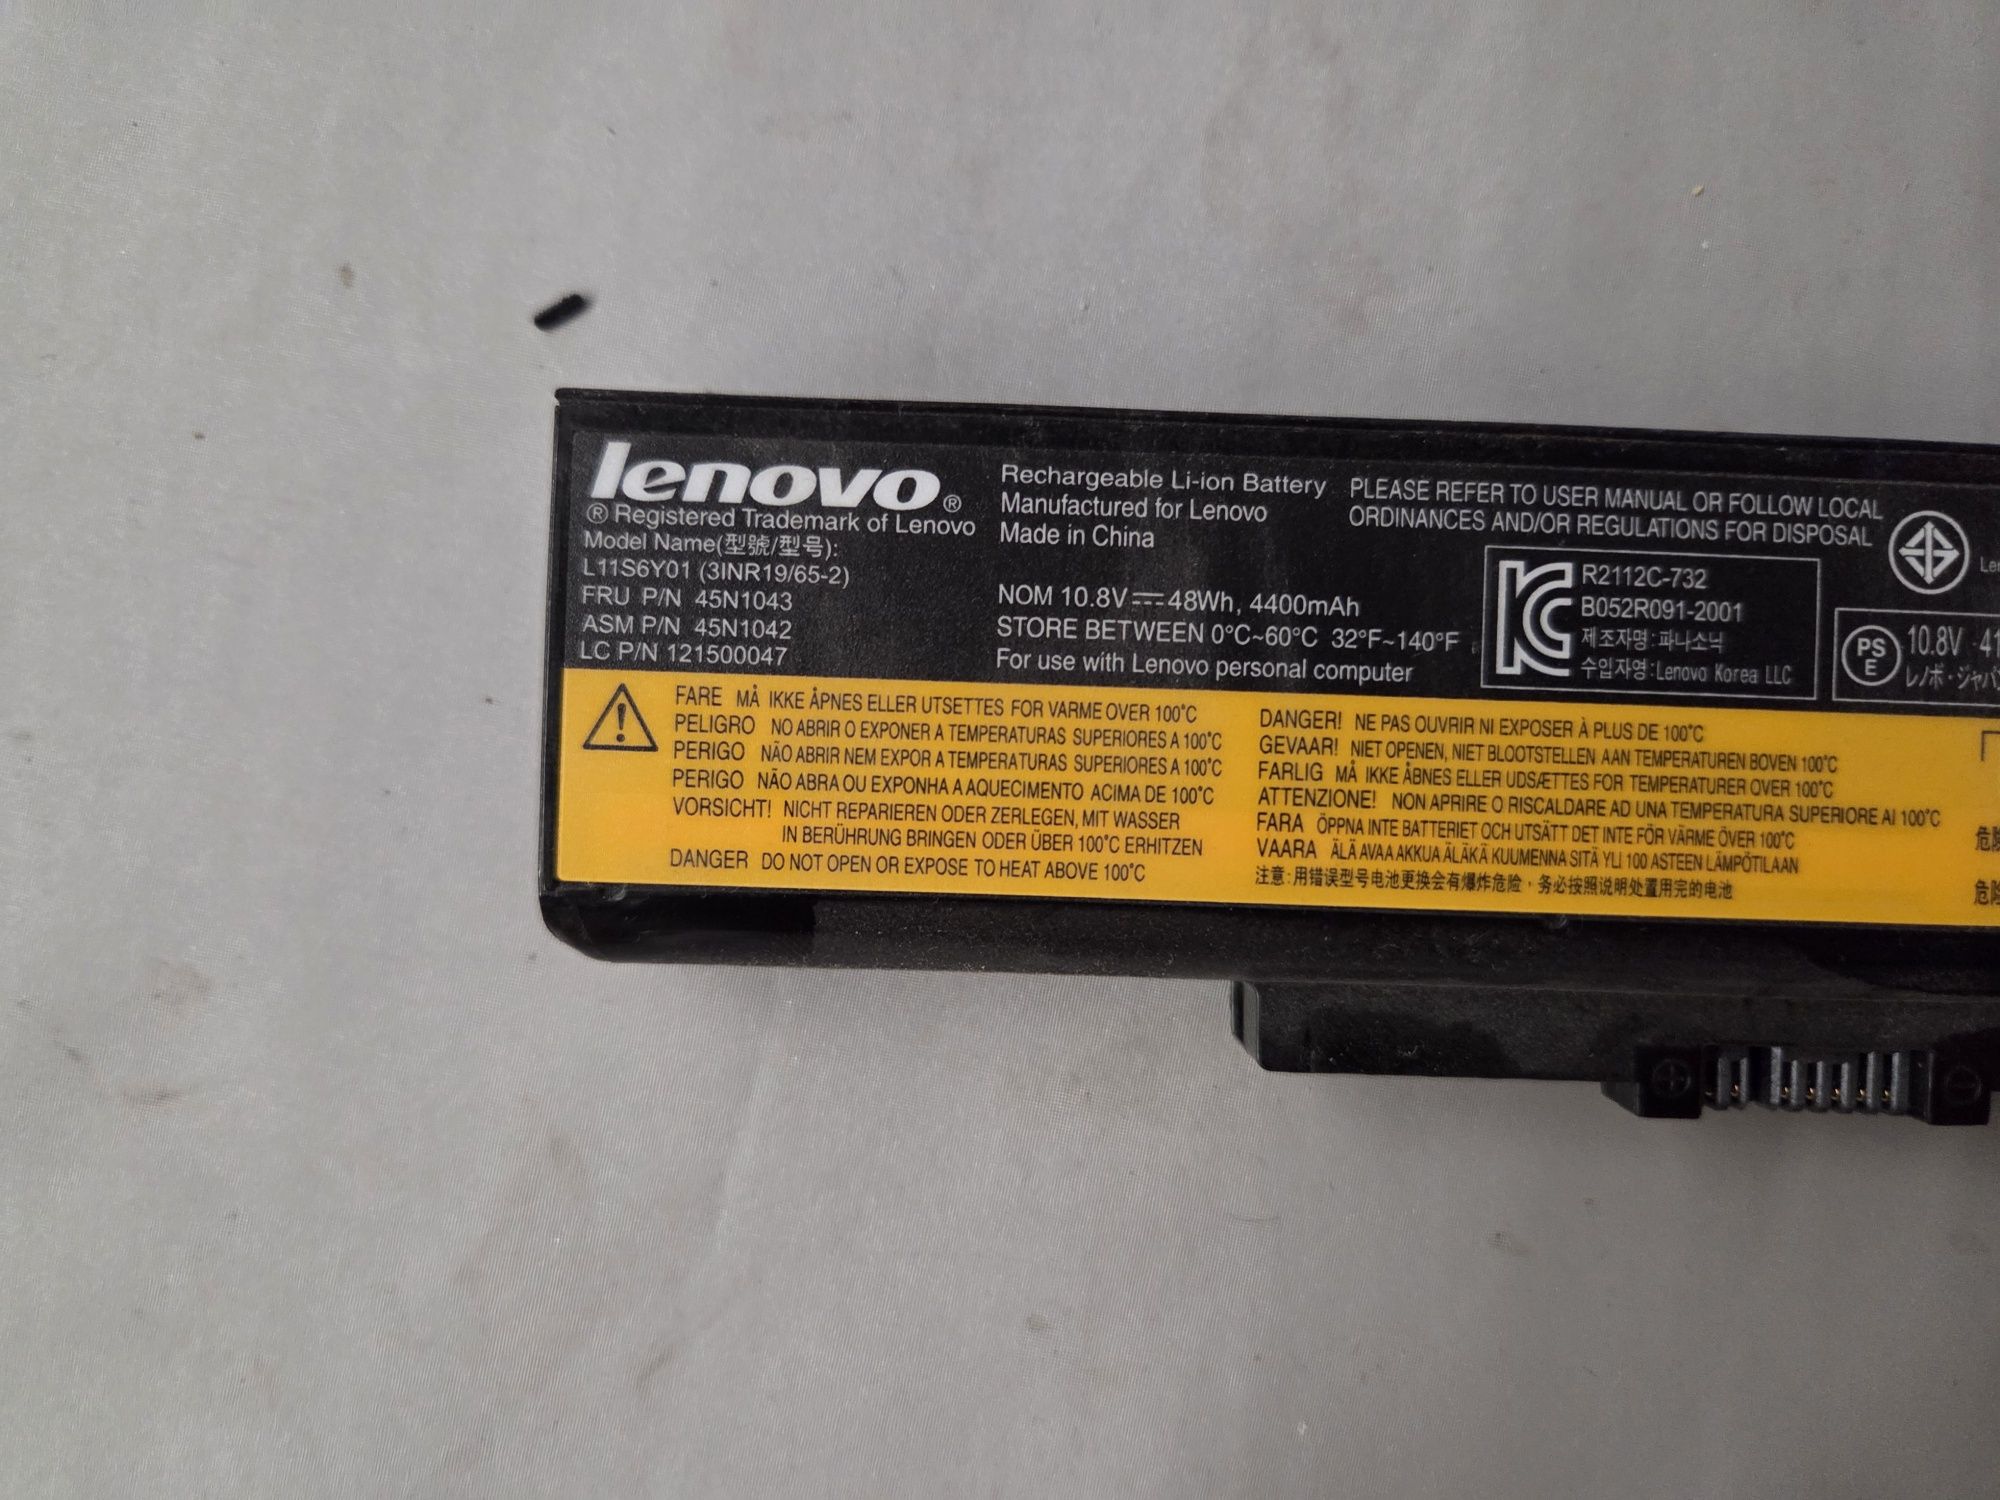 lenovo®
® Registered Trademark of Lenovo
Model Name(型號/型号):
L11S6Y01 (3INR19/65-2)
FRU P/N 45N1043
ASM P/N 45N1042
LC P/N 121500047
Rechargeable Li-ion Battery
Manufactured for Lenovo
Made in China
NOM 10.8V⎓48Wh, 4400mAh
STORE BETWEEN 0°C~60°C 32°F~140°F
For use with Lenovo personal computer
PLEASE REFER TO USER MANUAL OR FOLLOW LOCAL
ORDINANCES AND/OR REGULATIONS FOR DISPOSAL
R2112C-732
B052R091-2001
제조자명:파나소닉
수입자명:Lenovo Korea LLC
PS
E
10.8V 41
レノボ・ジャパン
FARE MÅ IKKE ÅPNES ELLER UTSETTES FOR VARME OVER 100°C
PELIGRO NO ABRIR O EXPONER A TEMPERATURAS SUPERIORES A 100°C
PERIGO NÃO ABRIR NEM EXPOR A TEMPERATURAS SUPERIORES A 100°C
PERIGO NÃO ABRA OU EXPONHA A AQUECIMENTO ACIMA DE 100°C
VORSICHT! NICHT REPARIEREN ODER ZERLEGEN, MIT WASSER
IN BERÜHRUNG BRINGEN ODER ÜBER 100°C ERHITZEN
DANGER DO NOT OPEN OR EXPOSE TO HEAT ABOVE 100°C
DANGER! NE PAS OUVRIR NI EXPOSER À PLUS DE 100°C
GEVAAR! NIET OPENEN, NIET BLOOTSTELLEN AAN TEMPERATUREN BOVEN 100°C
FARLIG MÅ IKKE ÅBNES ELLER UDSÆTTES FOR TEMPERATURER OVER 100°C
ATTENZIONE! NON APRIRE O RISCALDARE AD UNA TEMPERATURA SUPERIORE AI 100°C
FARA ÖPPNA INTE BATTERIET OCH UTSÄTT DET INTE FÖR VÄRME ÖVER 100°C
VAARA ÄLÄ AVAA AKKUA ÄLÄKÄ KUUMENNA SITÄ YLI 100 ASTEEN LÄMPÖTILAAN
注意:用错误型号电池更换会有爆炸危险,务必按照说明处置用完的电池